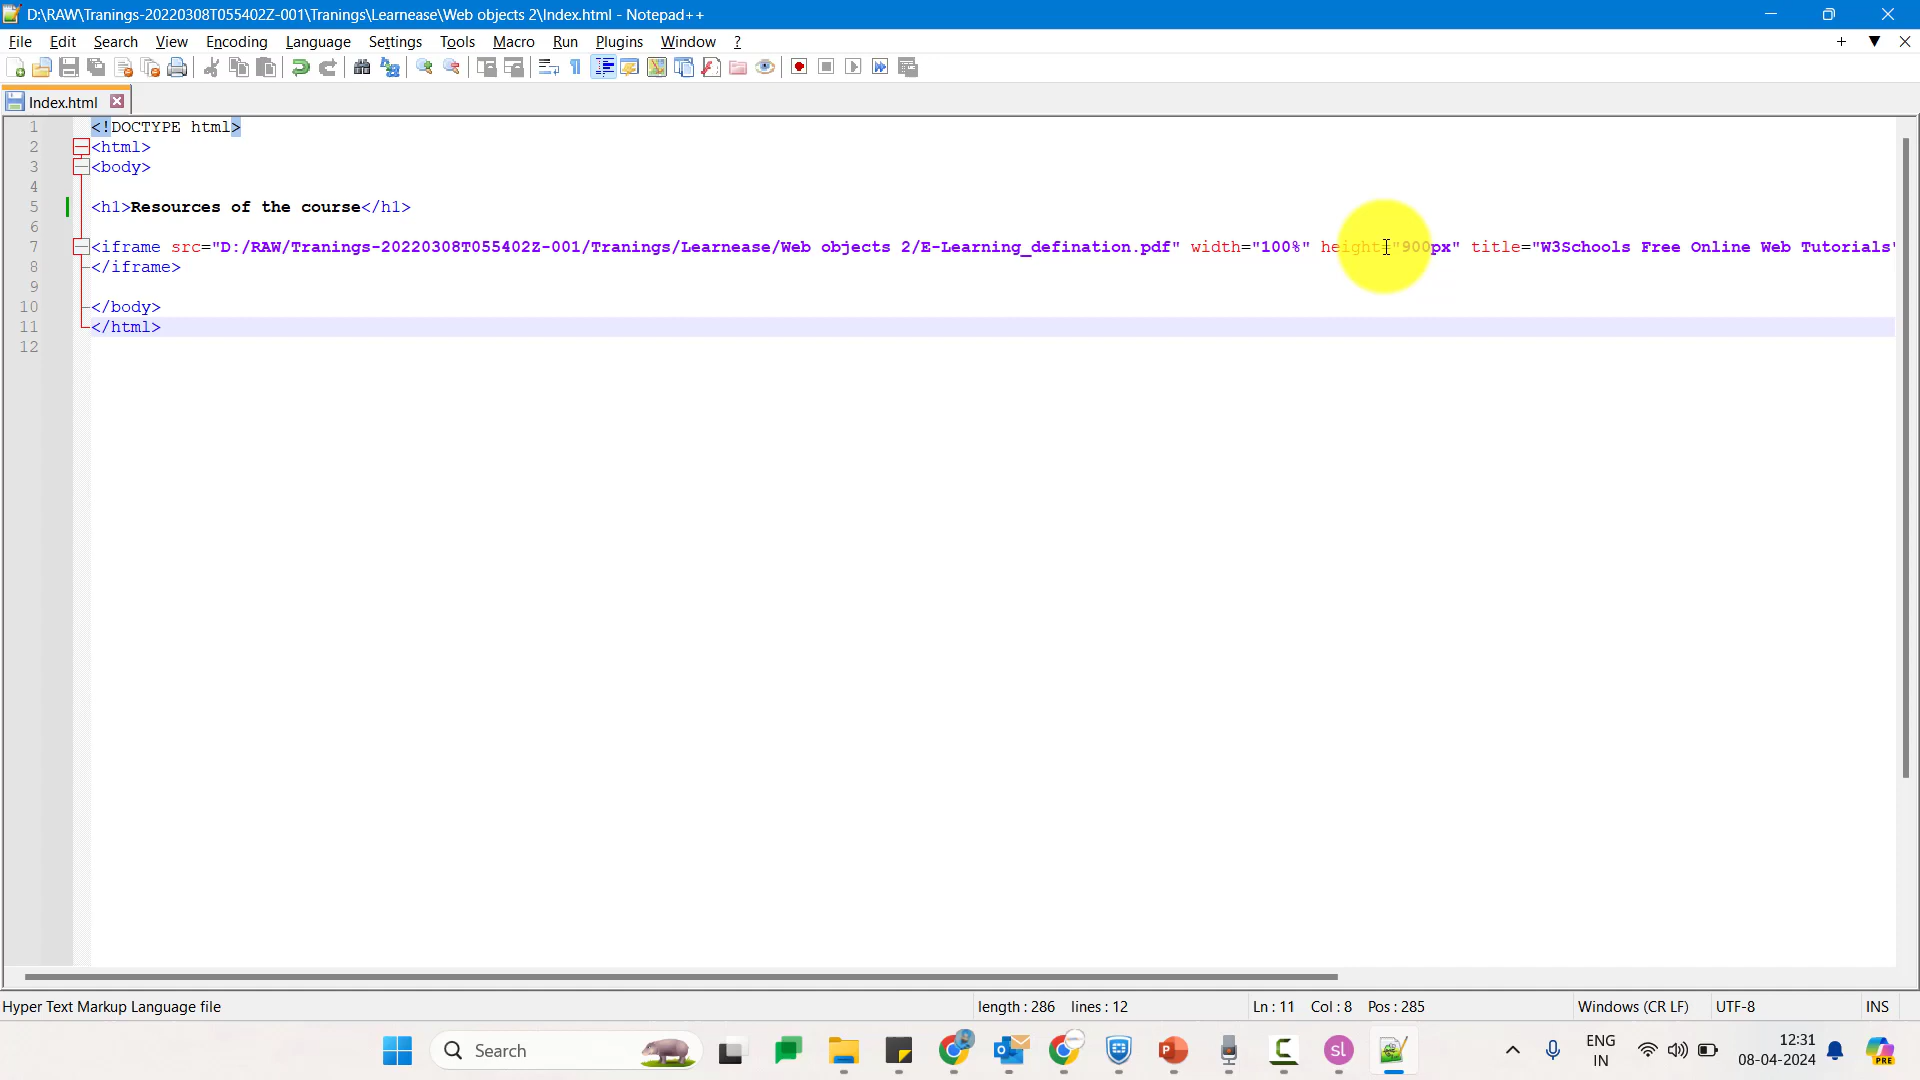 D:\RAW\Tranings-20220308T055402Z-001\Tranings\Learnease\Web objects 2\Index.html - Notepad++
File Edit Search View Encoding Language Settings Tools Macro Run Plugins Window ?
Index.html
1 <!DOCTYPE html>
2 <html>
3 <body>
4
5 <h1>Resources of the course</h1>
6
7 <iframe src="D:/RAW/Tranings-20220308T055402Z-001/Tranings/Learnease/Web objects 2/E-Learning_defination.pdf" width="100%" height="900px" title="W3Schools Free Online Web Tutorials"
8 </iframe>
9
10 </body>
11 </html>
12
Hyper Text Markup Language file length : 286 lines : 12 Ln : 11 Col : 8 Pos : 285 Windows (CR LF) UTF-8 INS
Search sl ENG IN 12:31 08-04-2024 PRE